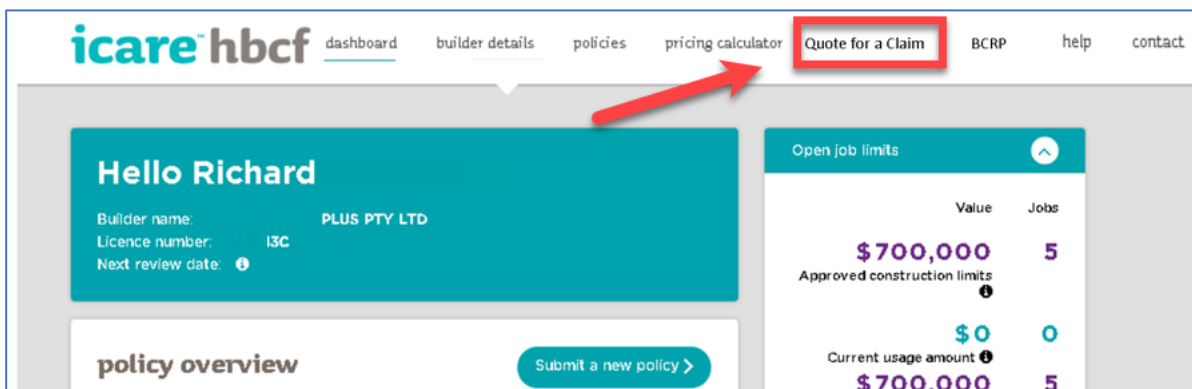 icare™ hbcf dashboard builder details policies pricing calculator Quote for a Claim BCRP help contact
Hello Richard
Builder name: PLUS PTY LTD
Licence number: I3C
Next review date:
Open job limits
Value Jobs
$700,000 5
Approved construction limits
$0 0
Current usage amount
$700,000 5
policy overview
Submit a new policy >